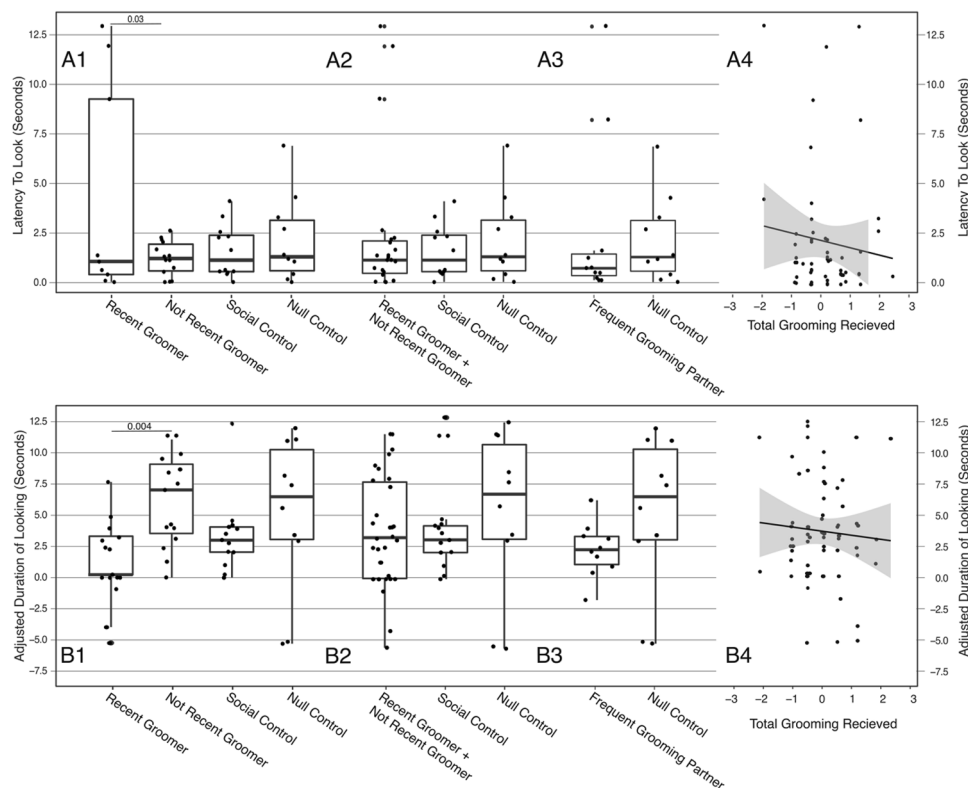 0.03
A1
A2
A3
A4
Latency To Look (Seconds)
12.5
10.0
7.5
5.0
2.5
0.0
12.5
10.0
7.5
5.0
2.5
0.0
Latency To Look (Seconds)
−3 −2 −1 0 1 2 3
Total Grooming Recieved
Recent Groomer
Not Recent Groomer
Social Control
Null Control
Recent Groomer +
Not Recent Groomer
Social Control
Null Control
Frequent Grooming Partner
Null Control
0.004
Adjusted Duration of Looking (Seconds)
12.5
10.0
7.5
5.0
2.5
0.0
−2.5
−5.0
−7.5
12.5
10.0
7.5
5.0
2.5
0.0
−2.5
−5.0
−7.5
Adjusted Duration of Looking (Seconds)
B1
B2
B3
B4
−3 −2 −1 0 1 2 3
Total Grooming Recieved
Recent Groomer
Not Recent Groomer
Social Control
Null Control
Recent Groomer +
Not Recent Groomer
Social Control
Null Control
Frequent Grooming Partner
Null Control